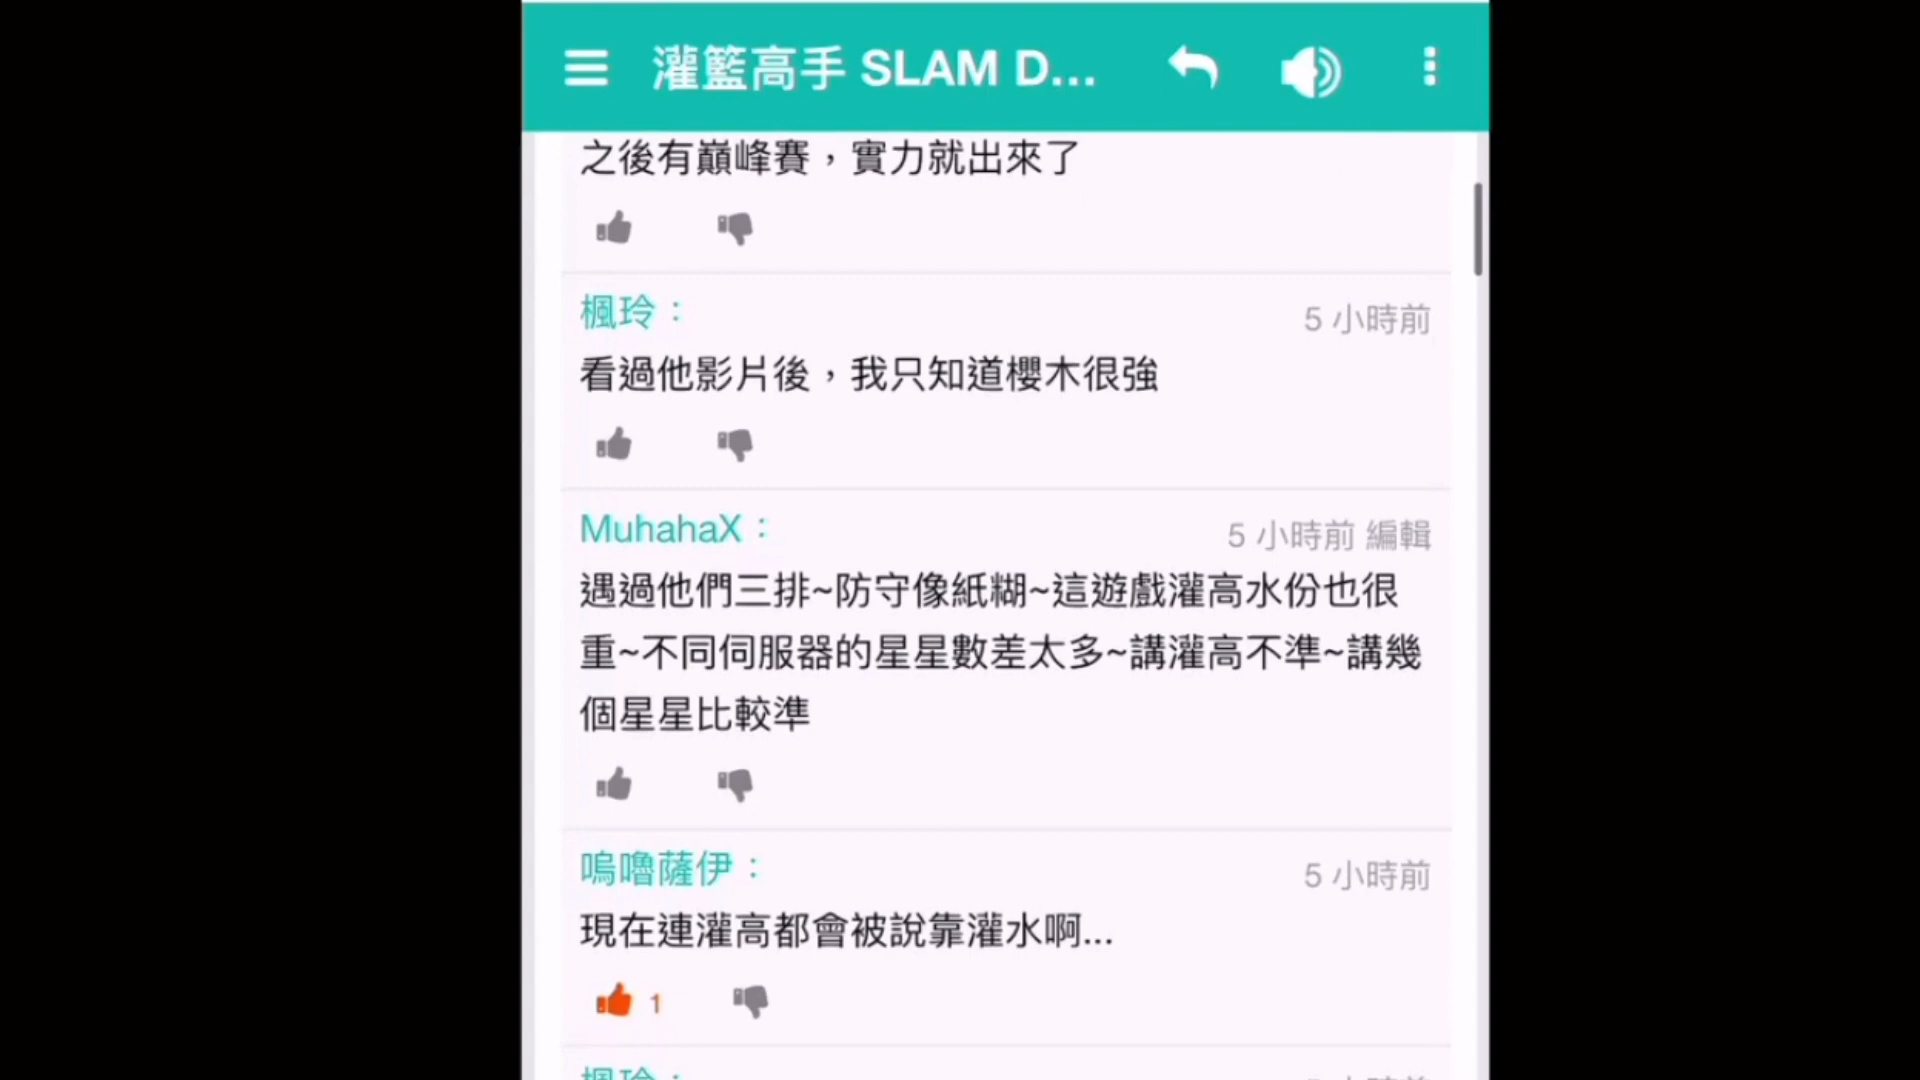 灌籃高手 SLAM D...
之後有巔峰賽，實力就出來了
楓玲：
5 小時前
看過他影片後，我只知道櫻木很強
MuhahaX：
5 小時前 編輯
遇過他們三排~防守像紙糊~這遊戲灌高水份也很
重~不同伺服器的星星數差太多~講灌高不準~講幾
個星星比較準
嗚嚕薩伊：
5 小時前
現在連灌高都會被說靠灌水啊...
1
楓玲：